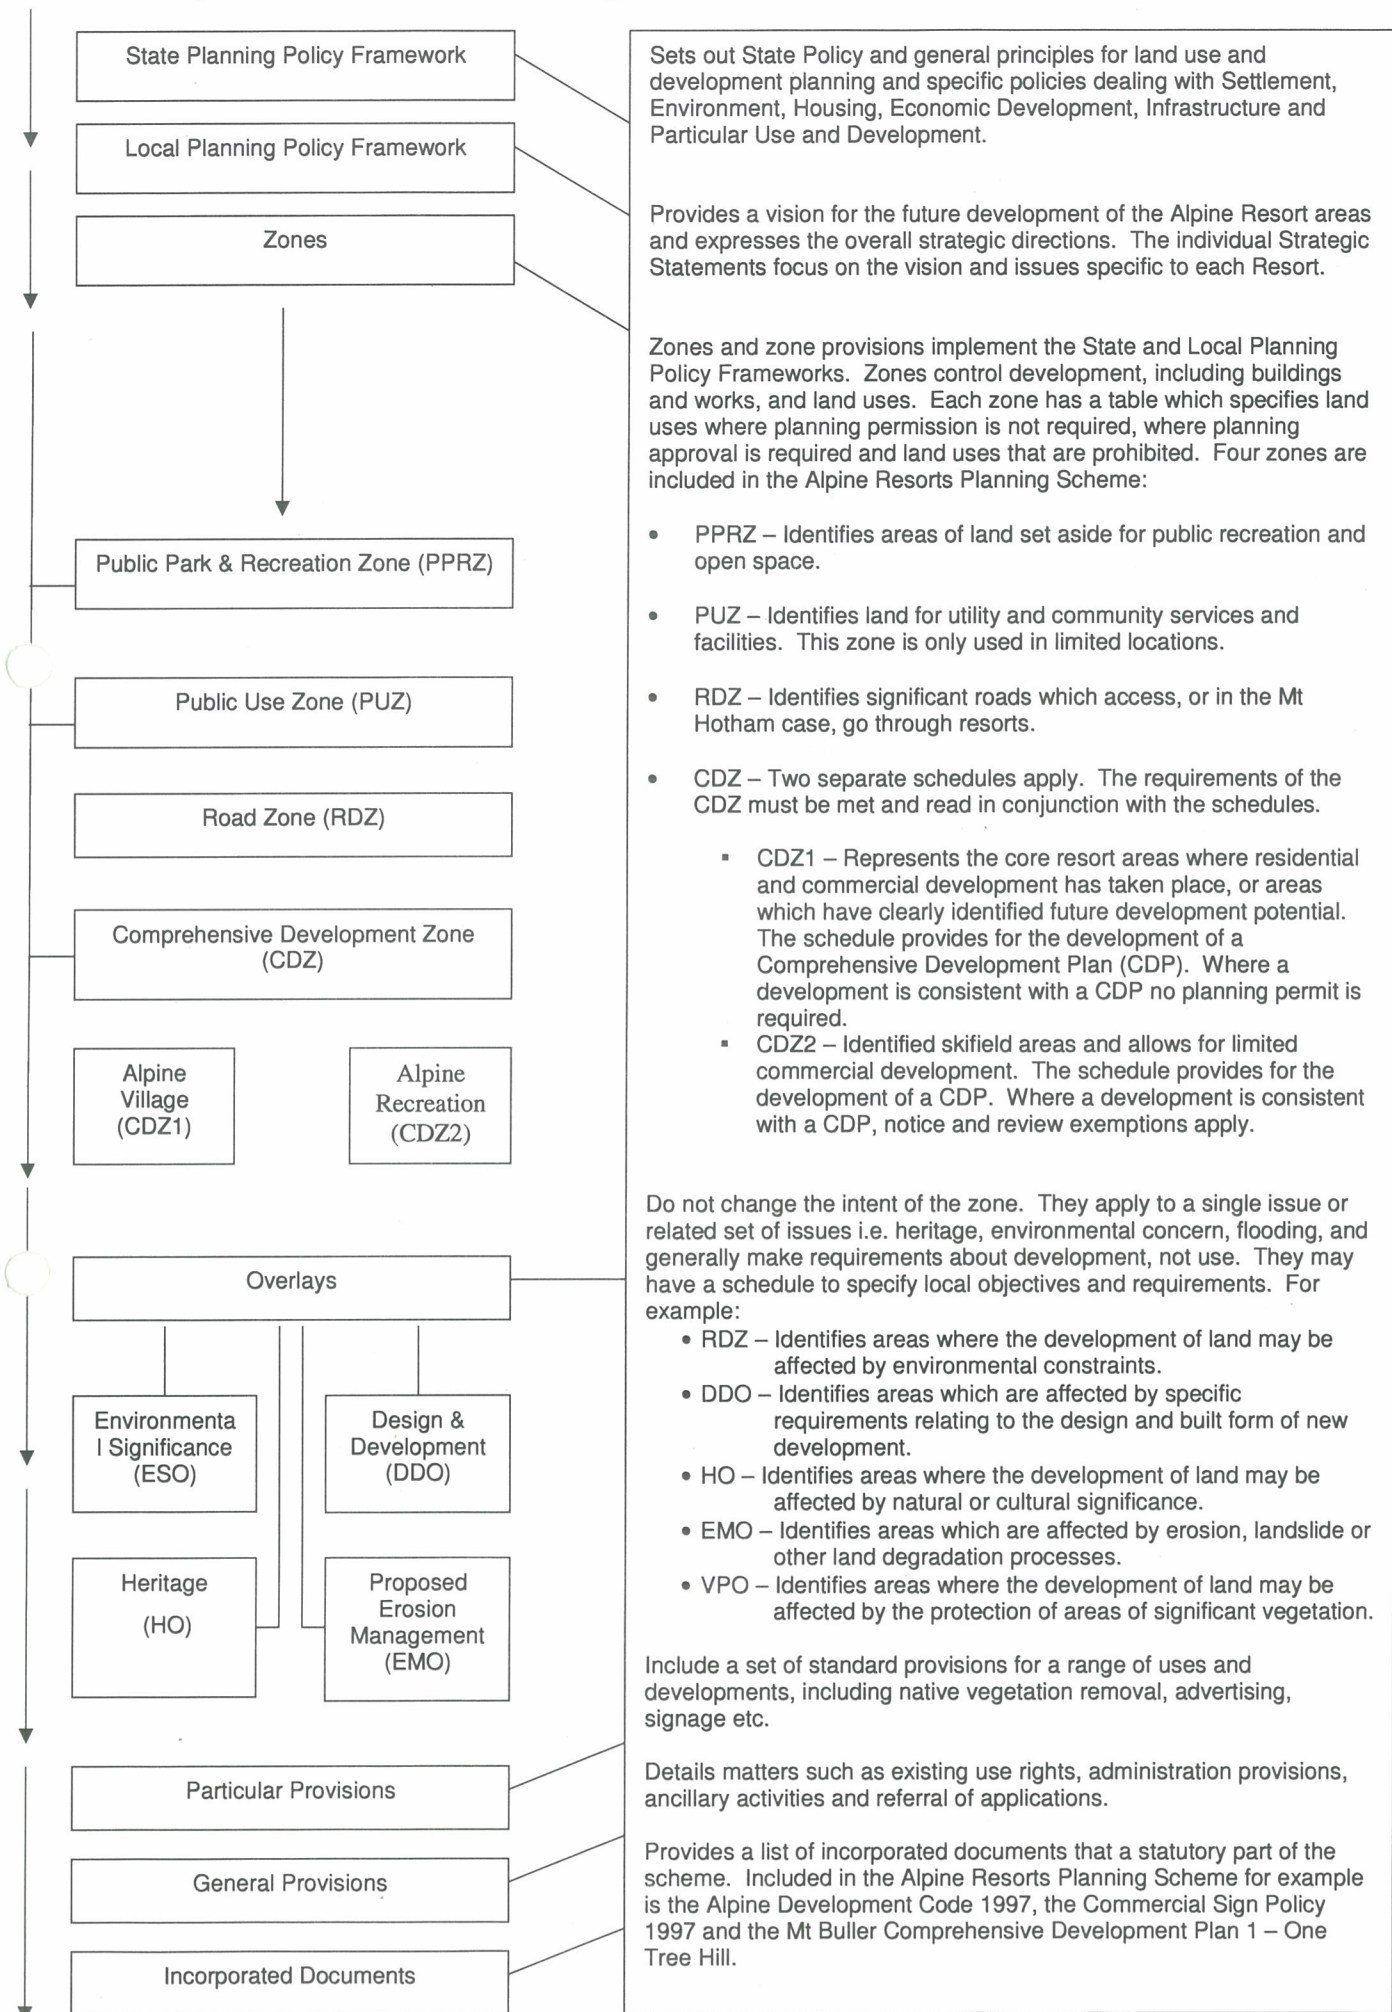 State Planning Policy Framework
Local Planning Policy Framework
Zones
Public Park & Recreation Zone (PPRZ)
Public Use Zone (PUZ)
Road Zone (RDZ)
Comprehensive Development Zone
(CDZ)
Alpine
Village
(CDZ1)
Alpine
Recreation
(CDZ2)
Overlays
Environmenta
l Significance
(ESO)
Design &
Development
(DDO)
Heritage
(HO)
Proposed
Erosion
Management
(EMO)
Particular Provisions
General Provisions
Incorporated Documents
Sets out State Policy and general principles for land use and
development planning and specific policies dealing with Settlement,
Environment, Housing, Economic Development, Infrastructure and
Particular Use and Development.
Provides a vision for the future development of the Alpine Resort areas
and expresses the overall strategic directions. The individual Strategic
Statements focus on the vision and issues specific to each Resort.
Zones and zone provisions implement the State and Local Planning
Policy Frameworks. Zones control development, including buildings
and works, and land uses. Each zone has a table which specifies land
uses where planning permission is not required, where planning
approval is required and land uses that are prohibited. Four zones are
included in the Alpine Resorts Planning Scheme:
• PPRZ – Identifies areas of land set aside for public recreation and
open space.
• PUZ – Identifies land for utility and community services and
facilities. This zone is only used in limited locations.
• RDZ – Identifies significant roads which access, or in the Mt
Hotham case, go through resorts.
• CDZ – Two separate schedules apply. The requirements of the
CDZ must be met and read in conjunction with the schedules.
▪ CDZ1 – Represents the core resort areas where residential
and commercial development has taken place, or areas
which have clearly identified future development potential.
The schedule provides for the development of a
Comprehensive Development Plan (CDP). Where a
development is consistent with a CDP no planning permit is
required.
▪ CDZ2 – Identified skifield areas and allows for limited
commercial development. The schedule provides for the
development of a CDP. Where a development is consistent
with a CDP, notice and review exemptions apply.
Do not change the intent of the zone. They apply to a single issue or
related set of issues i.e. heritage, environmental concern, flooding, and
generally make requirements about development, not use. They may
have a schedule to specify local objectives and requirements. For
example:
• RDZ – Identifies areas where the development of land may be
affected by environmental constraints.
• DDO – Identifies areas which are affected by specific
requirements relating to the design and built form of new
development.
• HO – Identifies areas where the development of land may be
affected by natural or cultural significance.
• EMO – Identifies areas which are affected by erosion, landslide or
other land degradation processes.
• VPO – Identifies areas where the development of land may be
affected by the protection of areas of significant vegetation.
Include a set of standard provisions for a range of uses and
developments, including native vegetation removal, advertising,
signage etc.
Details matters such as existing use rights, administration provisions,
ancillary activities and referral of applications.
Provides a list of incorporated documents that a statutory part of the
scheme. Included in the Alpine Resorts Planning Scheme for example
is the Alpine Development Code 1997, the Commercial Sign Policy
1997 and the Mt Buller Comprehensive Development Plan 1 – One
Tree Hill.